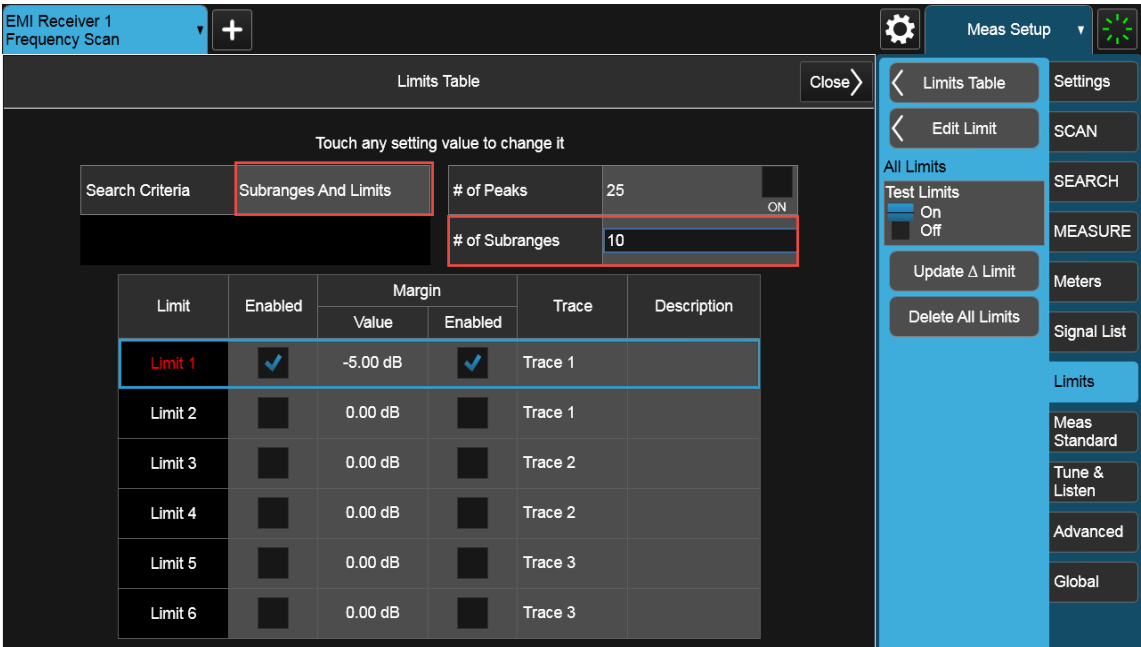 EMI Receiver 1
Frequency Scan
+
Meas Setup
Limits Table
Close
Touch any setting value to change it
Search Criteria
Subranges And Limits
# of Peaks
25
ON
# of Subranges
10
Limit
Enabled
Margin
Value
Enabled
Trace
Description
Limit 1
-5.00 dB
Trace 1
Limit 2
0.00 dB
Trace 1
Limit 3
0.00 dB
Trace 2
Limit 4
0.00 dB
Trace 2
Limit 5
0.00 dB
Trace 3
Limit 6
0.00 dB
Trace 3
Limits Table
Edit Limit
All Limits
Test Limits
On
Off
Update Δ Limit
Delete All Limits
Settings
SCAN
SEARCH
MEASURE
Meters
Signal List
Limits
Meas
Standard
Tune &
Listen
Advanced
Global